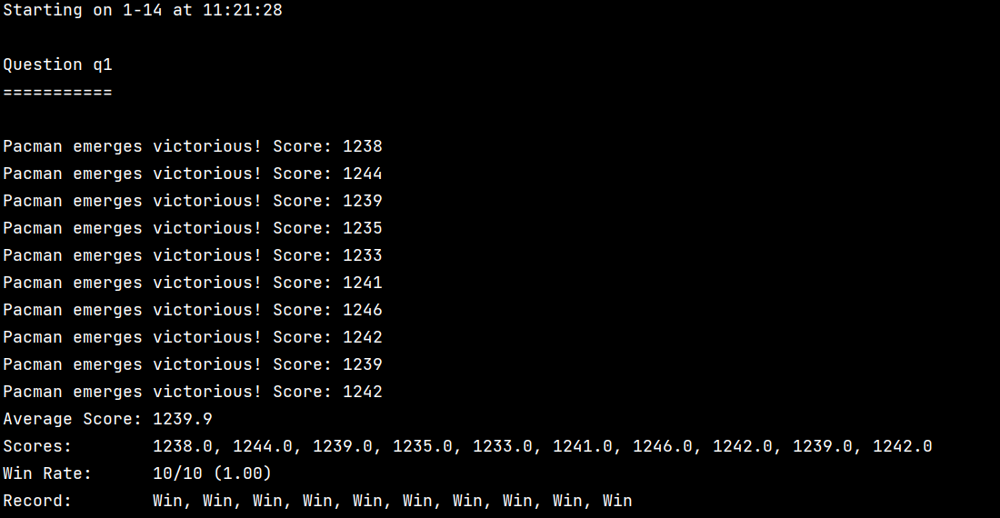 Starting on 1-14 at 11:21:28
Question q1
===========
Pacman emerges victorious! Score: 1238
Pacman emerges victorious! Score: 1244
Pacman emerges victorious! Score: 1239
Pacman emerges victorious! Score: 1235
Pacman emerges victorious! Score: 1233
Pacman emerges victorious! Score: 1241
Pacman emerges victorious! Score: 1246
Pacman emerges victorious! Score: 1242
Pacman emerges victorious! Score: 1239
Pacman emerges victorious! Score: 1242
Average Score: 1239.9
Scores:        1238.0, 1244.0, 1239.0, 1235.0, 1233.0, 1241.0, 1246.0, 1242.0, 1239.0, 1242.0
Win Rate:      10/10 (1.00)
Record:        Win, Win, Win, Win, Win, Win, Win, Win, Win, Win